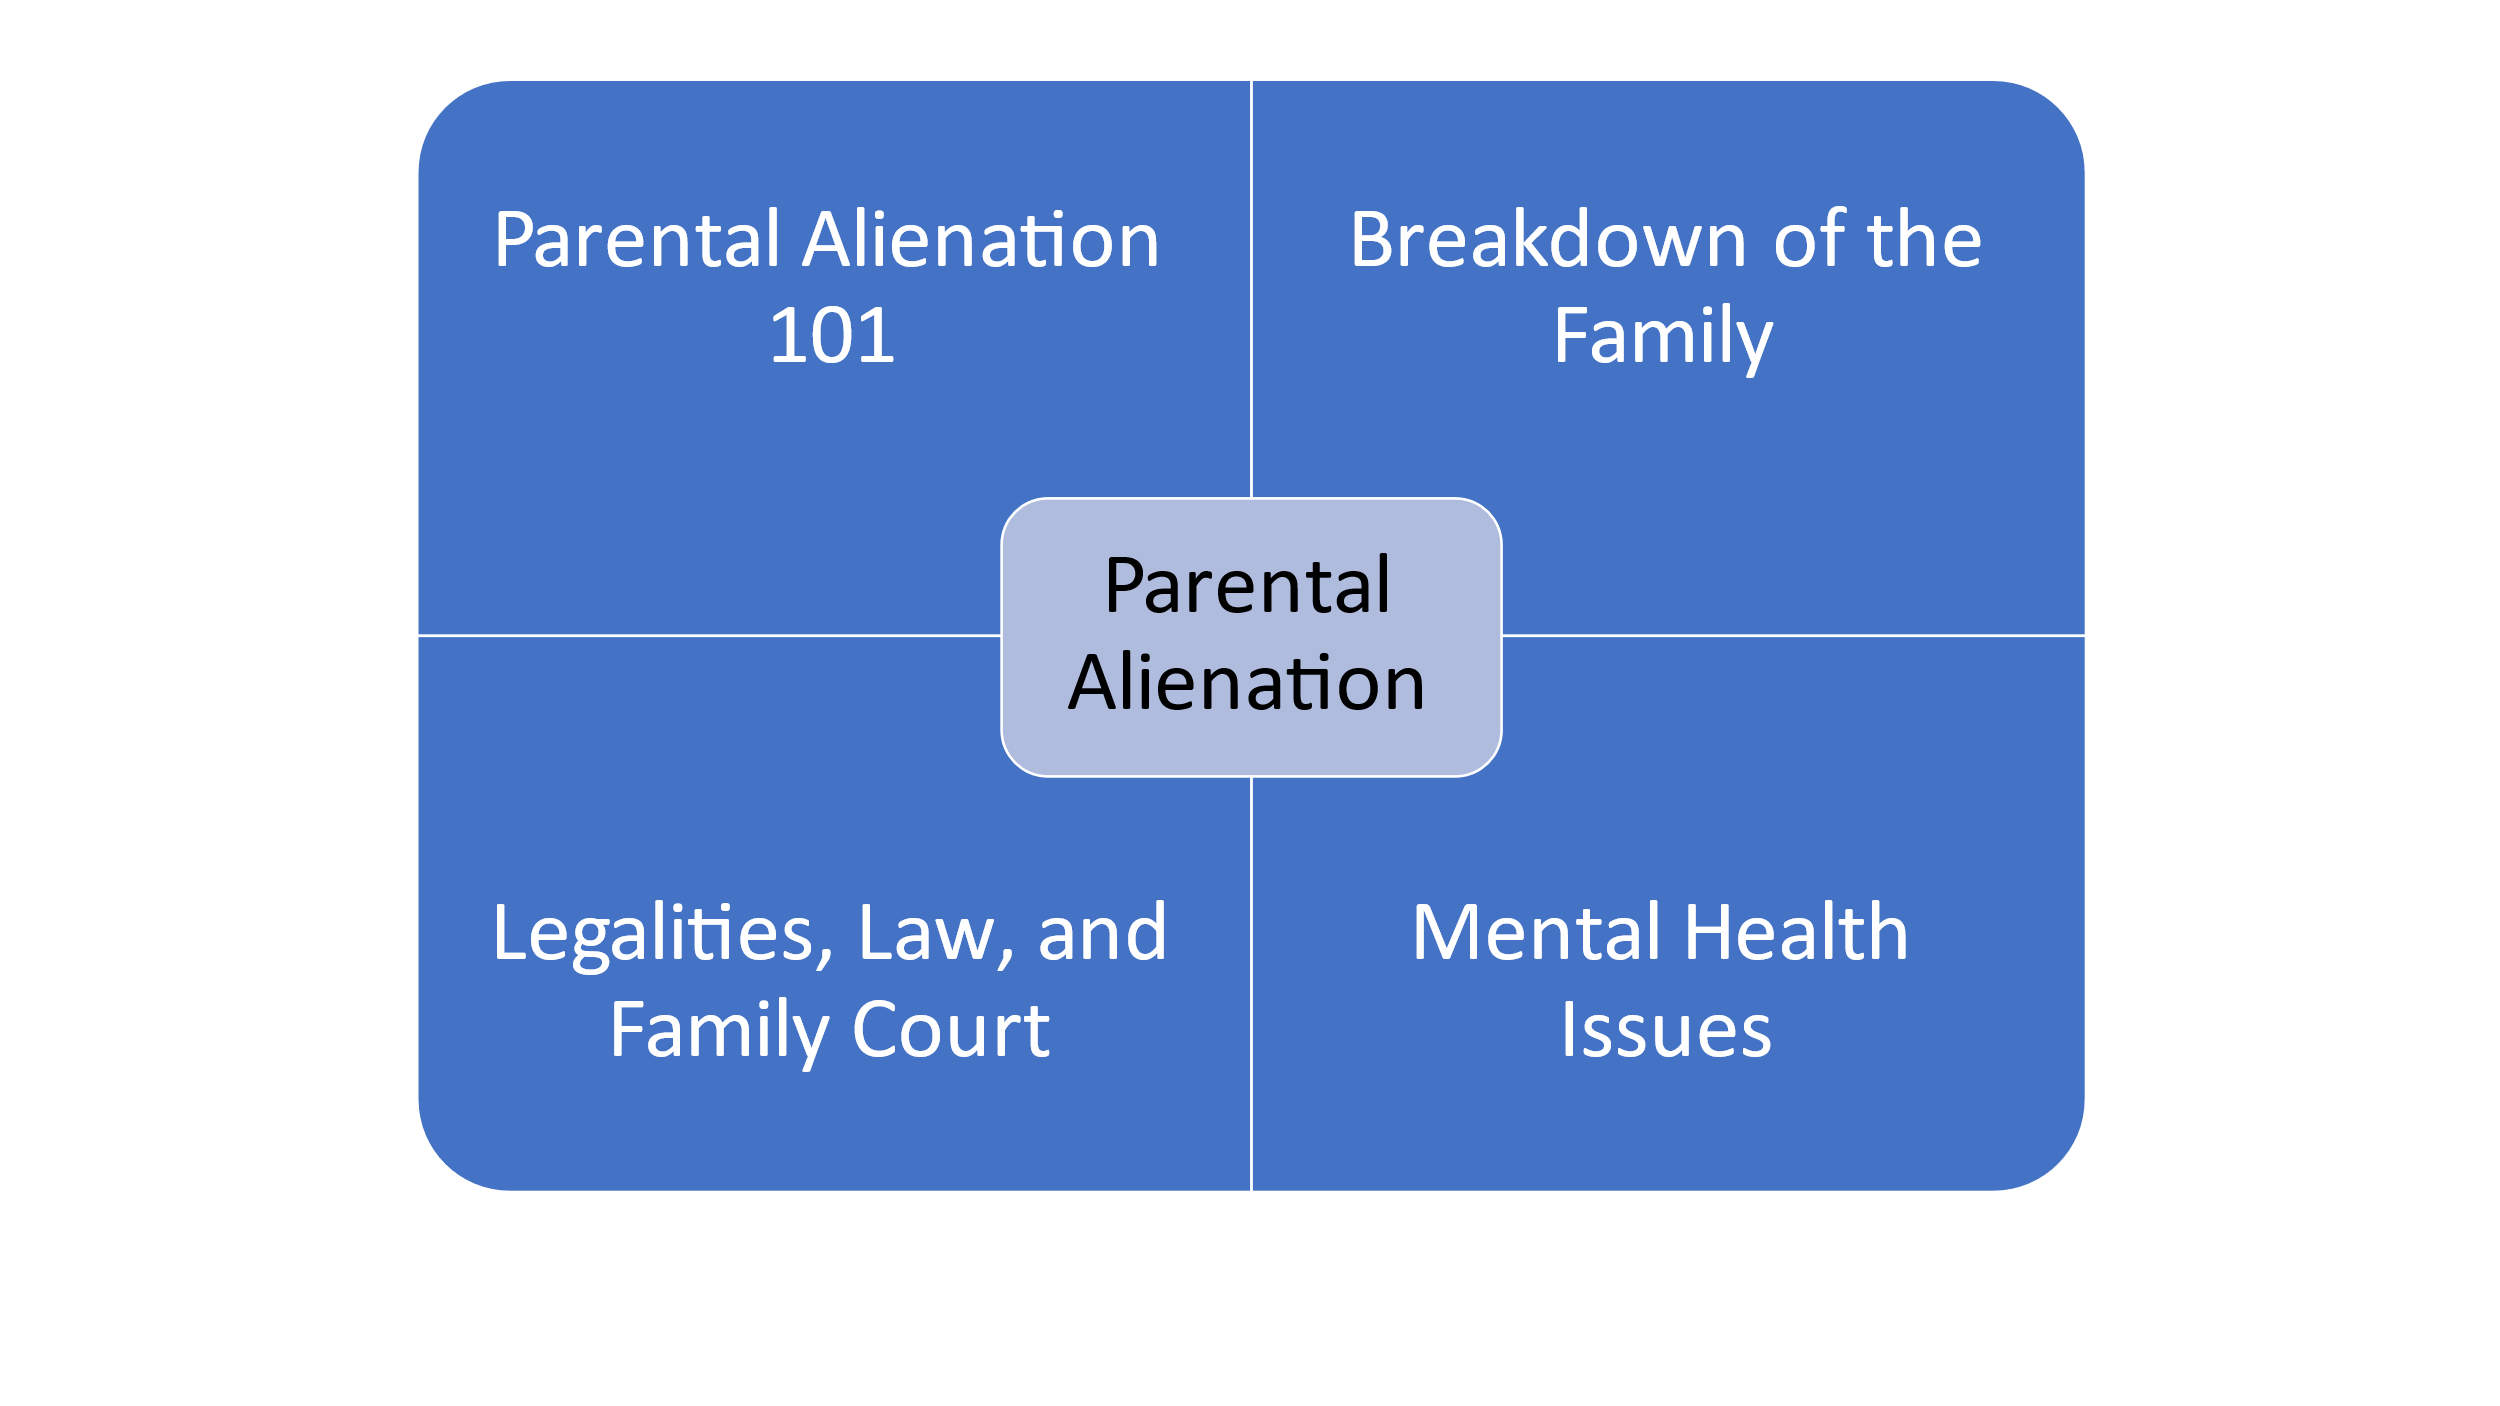 Parental Alienation
101
Breakdown of the
Family
Parental
Alienation
Legalities, Law, and
Family Court
Mental Health
Issues